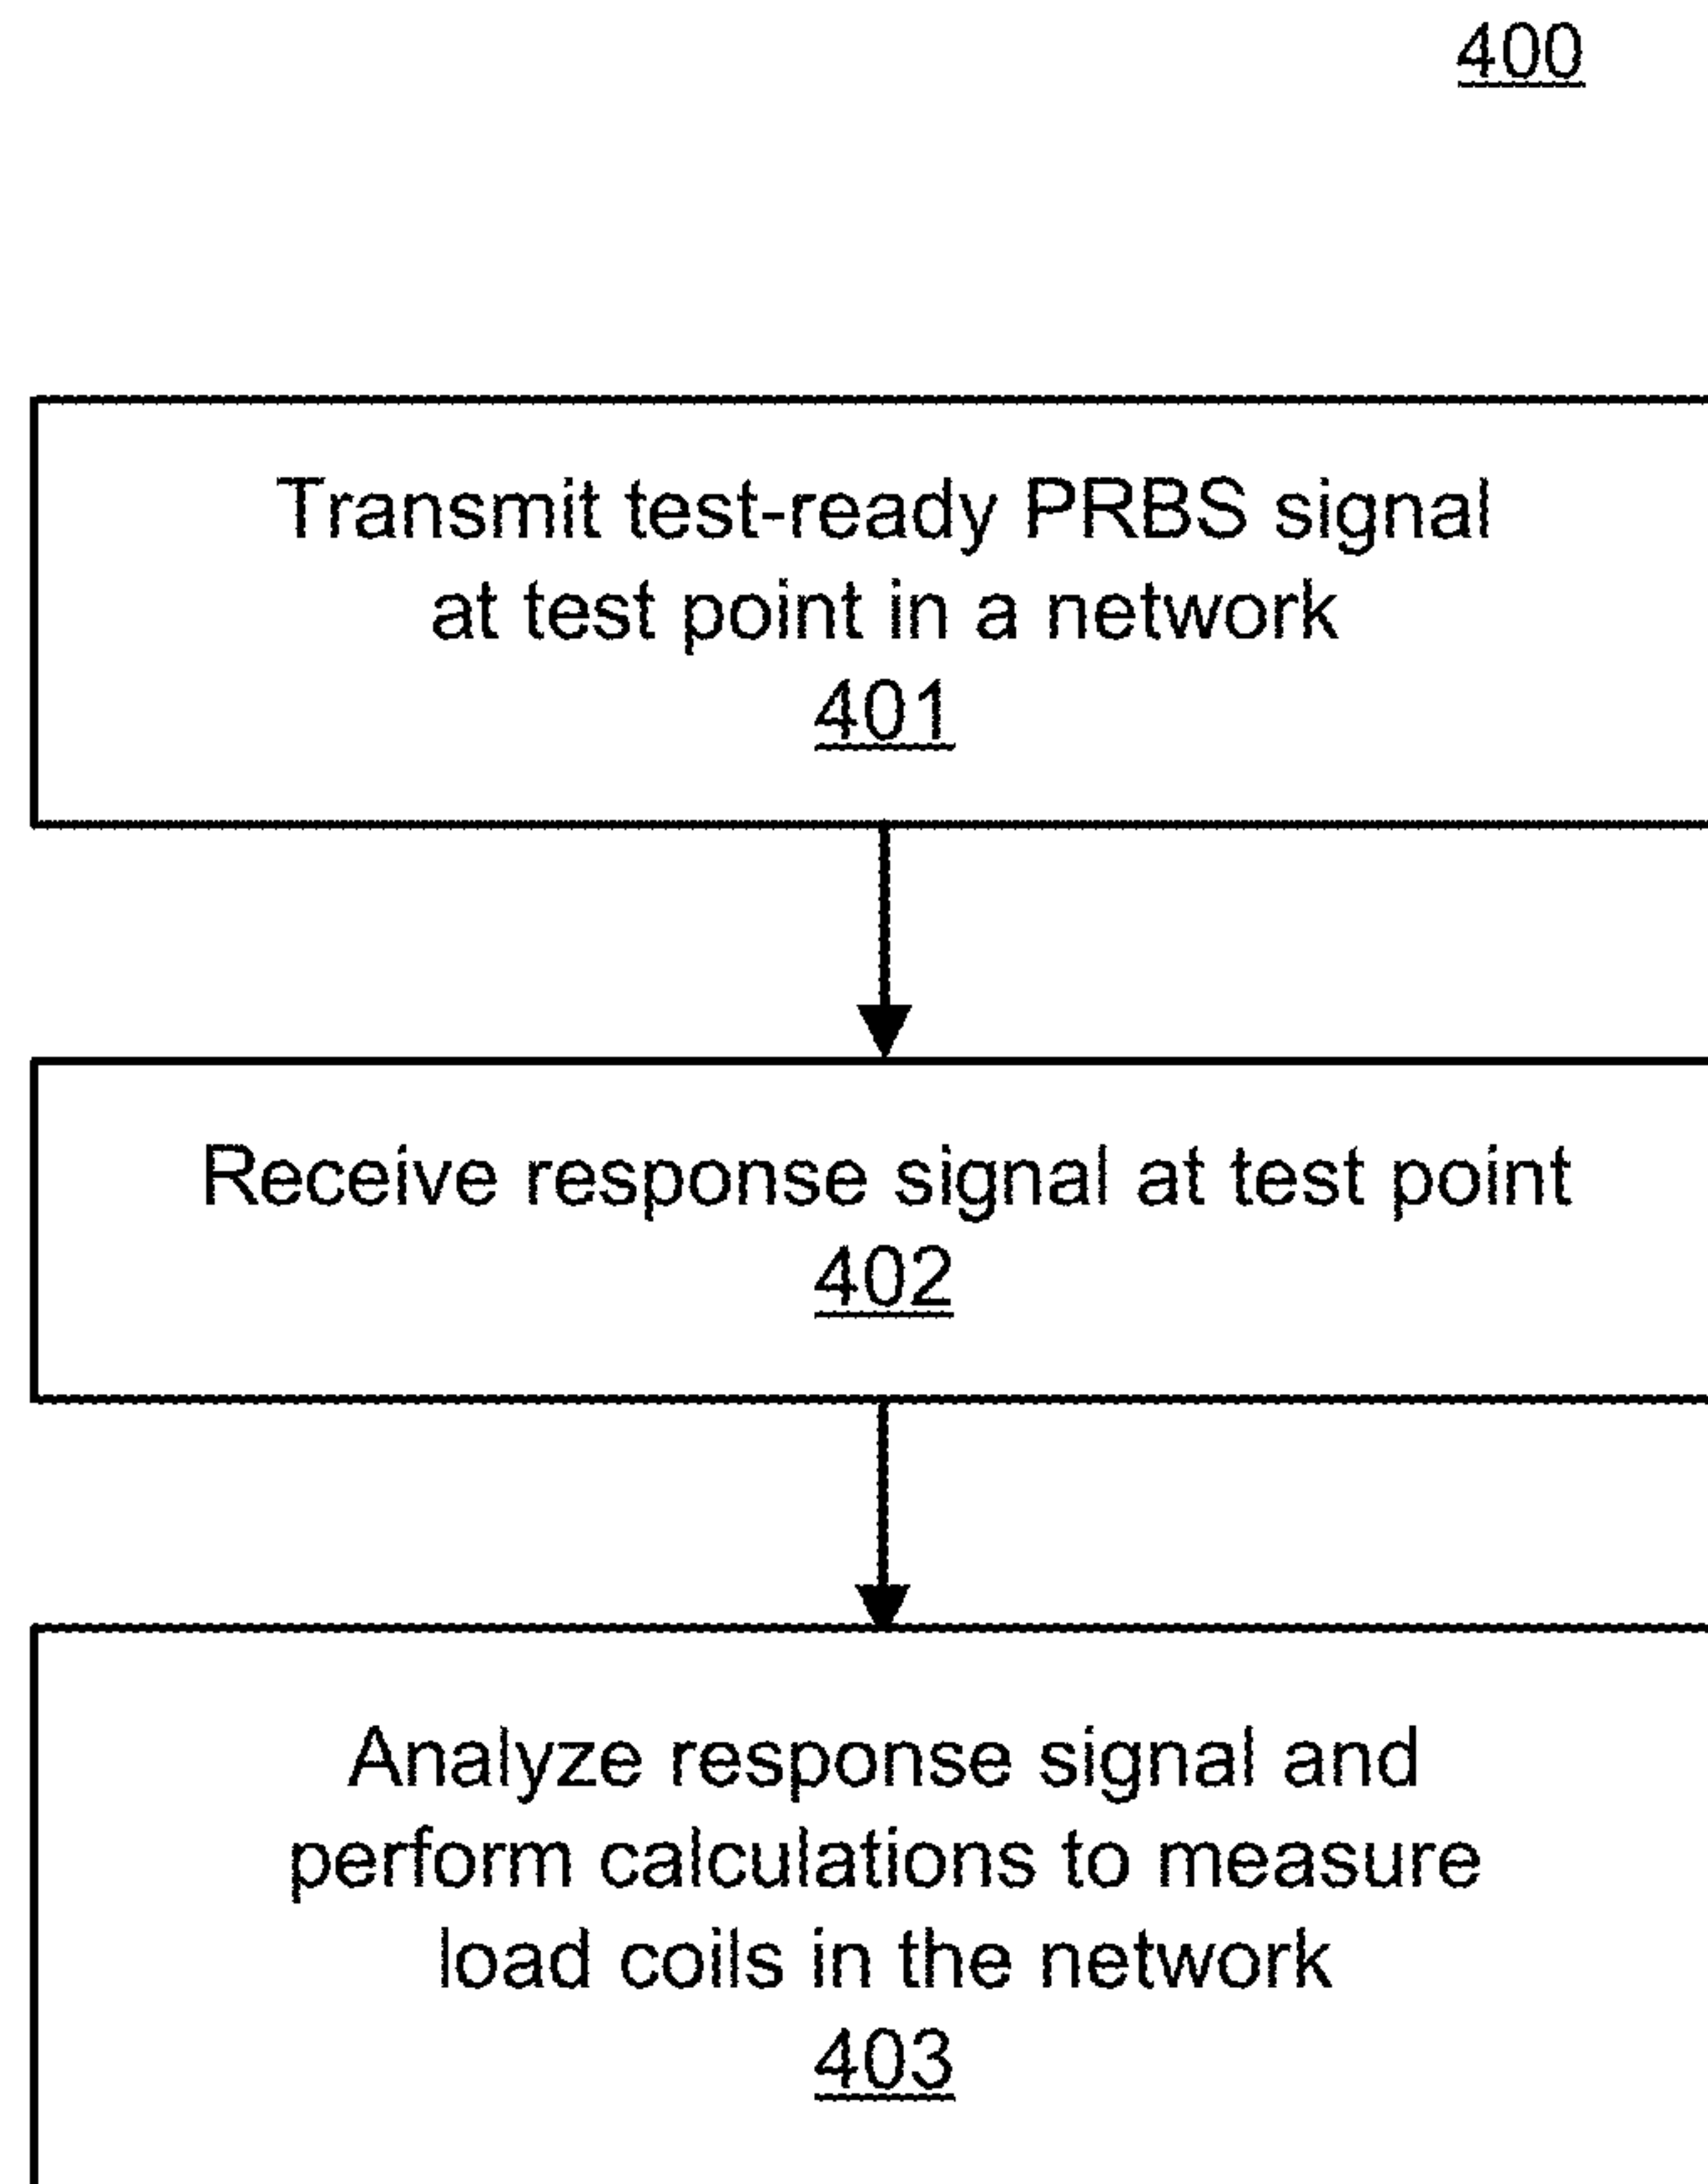 400
Transmit test-ready PRBS signal
at test point in a network
401
Receive response signal at test point
402
Analyze response signal and
perform calculations to measure
load coils in the network
403